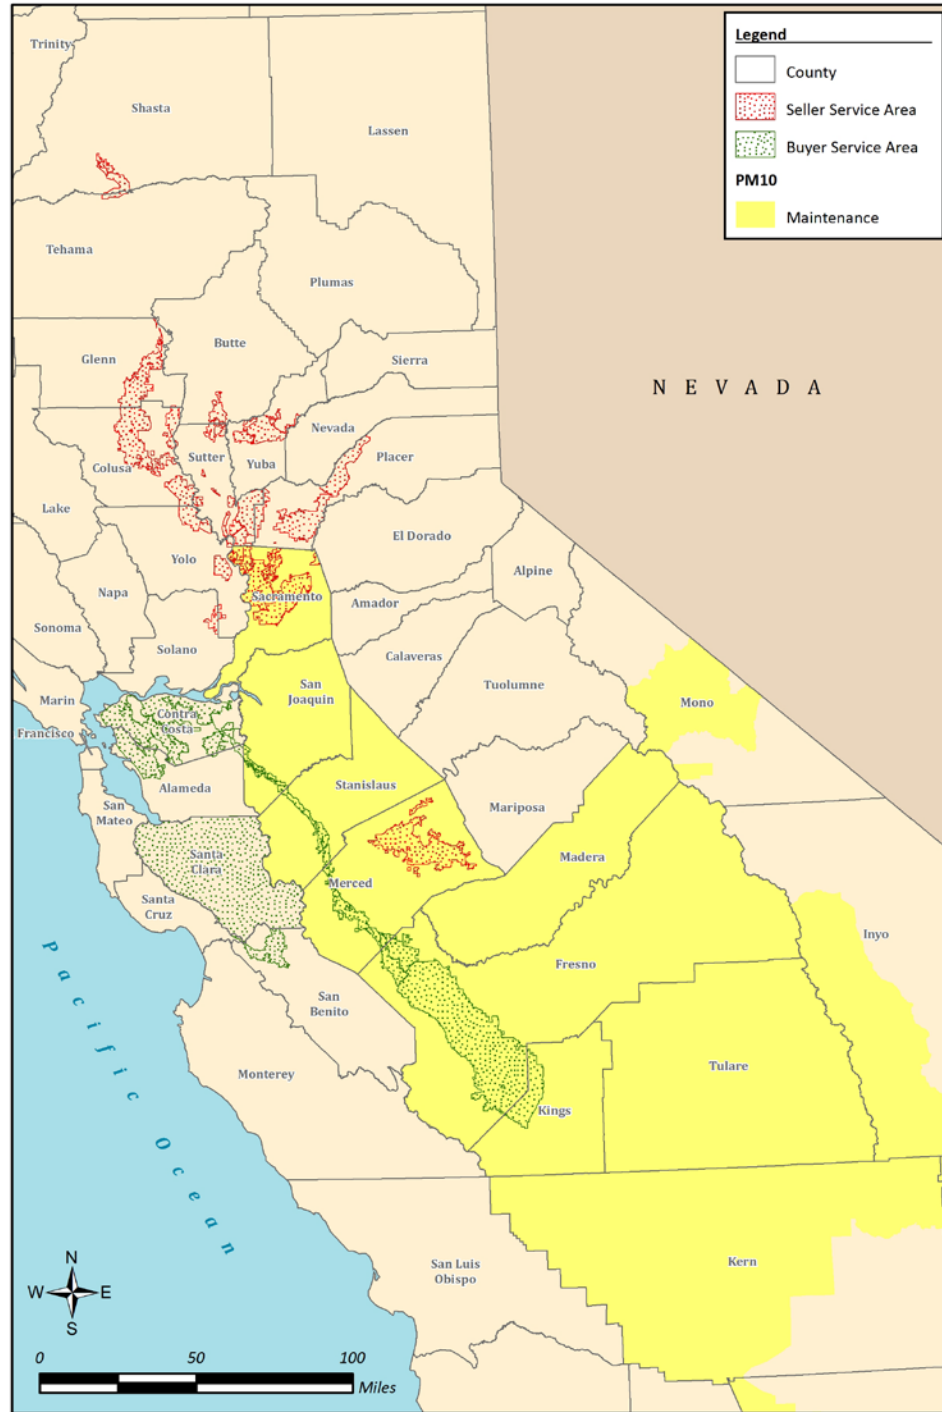 Legend
County
Seller Service Area
Buyer Service Area
PM10
Maintenance
Trinity
Shasta
Lassen
Tehama
Plumas
Butte
Glenn
Sierra
NEVADA
Nevada
Placer
Colusa
Sutter
Yuba
Lake
El Dorado
Yolo
Alpine
Napa
Sacramento
Amador
Sonoma
Solano
Calaveras
Tuolumne
San
Joaquin
Mono
Marin
Contra
Costa
Francisco
Stanislaus
Alameda
Mariposa
San
Mateo
Santa
Clara
Madera
Merced
Santa
Cruz
Inyo
Fresno
San
Benito
Monterey
Tulare
Kings
Pacific Ocean
Kern
San Luis
Obispo
N
W
E
S
0
50
100
Miles